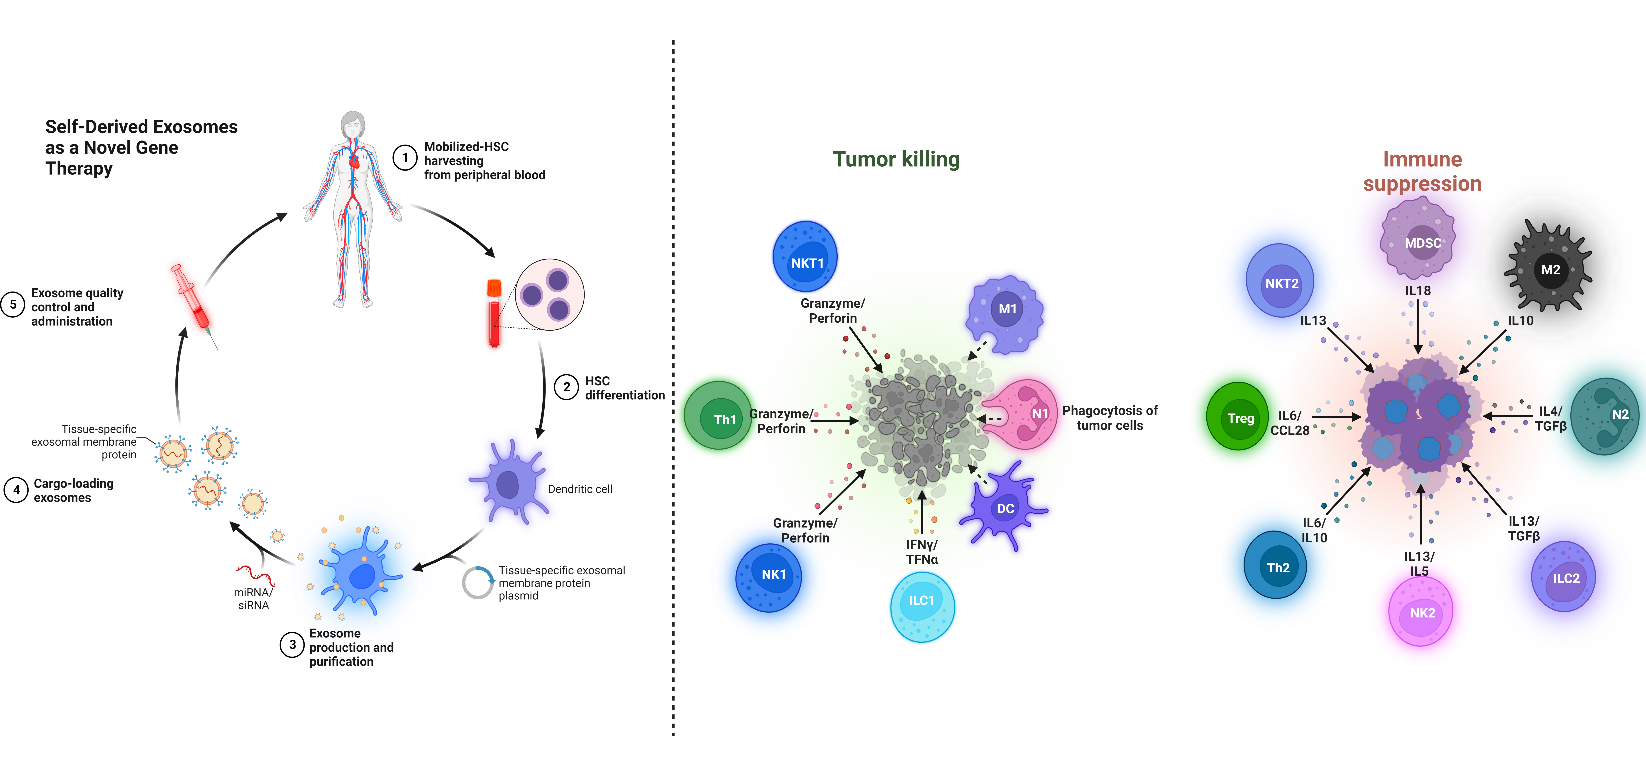 Self-Derived Exosomes
as a Novel Gene
Therapy
1
Mobilized-HSC
harvesting
from peripheral blood
2
HSC
differentiation
Dendritic cell
Tissue-specific exosomal
membrane protein
plasmid
3
Exosome
production and
purification
miRNA/
siRNA
4
Cargo-loading
exosomes
Tissue-specific
exosomal membrane
protein
5
Exosome quality
control and
administration
Tumor killing
NKT1
Granzyme/
Perforin
M1
Th1
Granzyme/
Perforin
N1
Phagocytosis of
tumor cells
Granzyme/
Perforin
NK1
DC
IFNγ/
TFNα
ILC1
Immune
suppression
MDSC
IL18
NKT2
IL13
M2
IL10
Treg
IL6/
CCL28
IL4/
TGFβ
N2
IL6/
IL10
Th2
IL13/
IL5
NK2
IL13/
TGFβ
ILC2